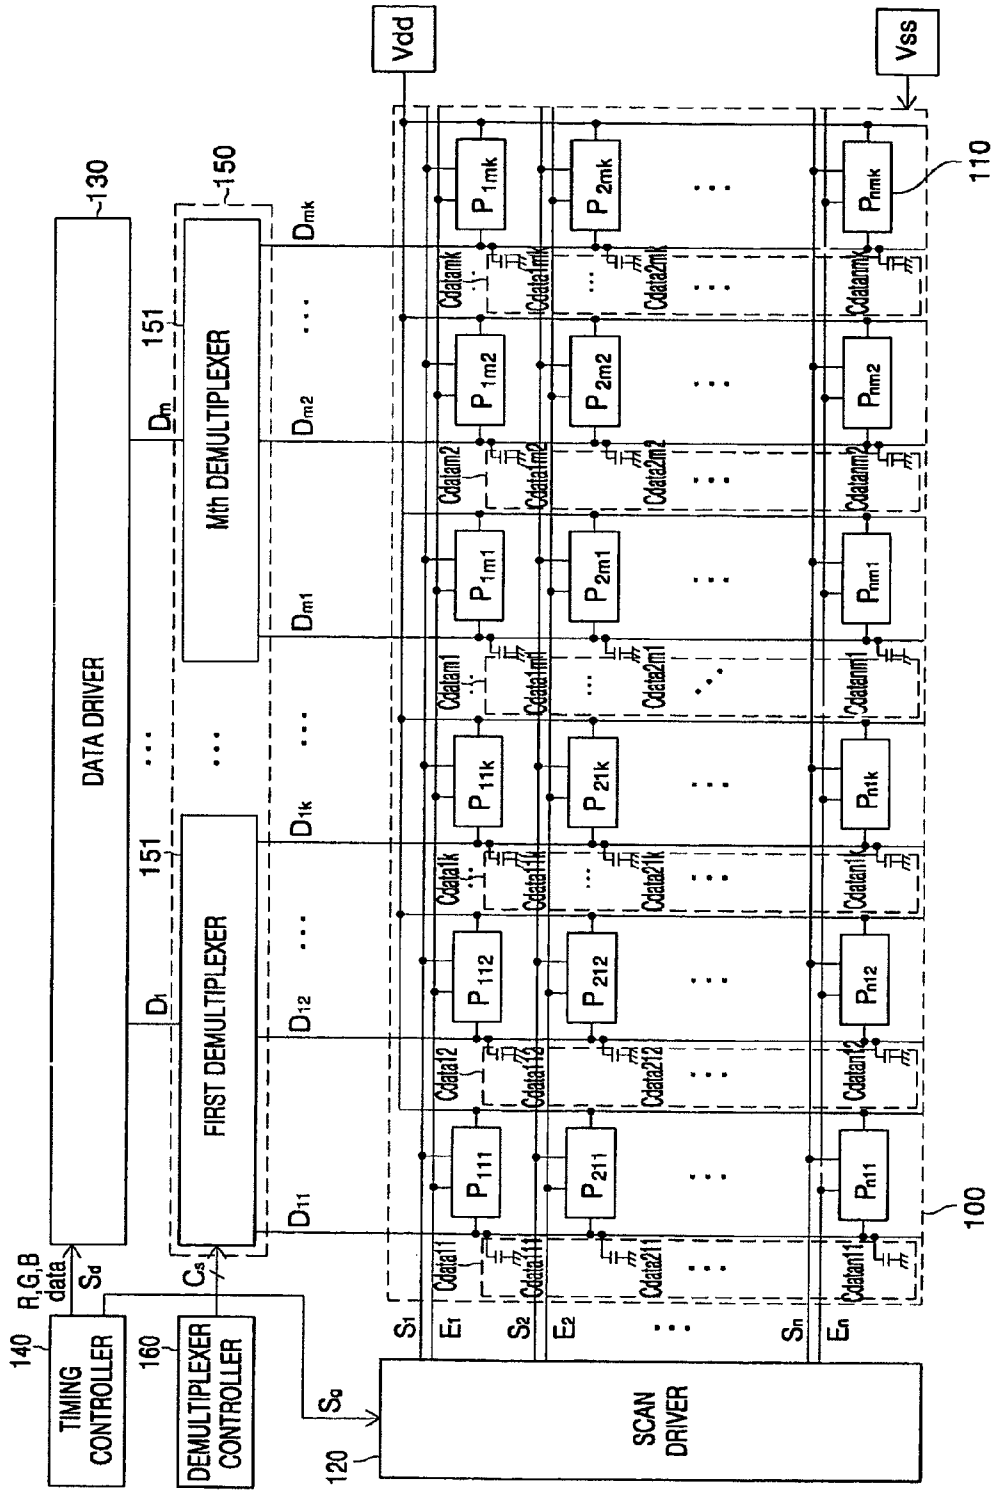 140
TIMING
CONTROLLER
R,G,B
data
Sd
DATA DRIVER
130
160
DEMULTIPLEXER
CONTROLLER
Cs
D1
...
Dm
151
FIRST DEMULTIPLEXER
...
151
Mth DEMULTIPLEXER
150
D11
D12
...
D1k
...
Dm1
Dm2
...
Dmk
Sg
120
SCAN
DRIVER
Vdd
Vss
S1
E1
S2
E2
...
Sn
En
Cdata11
Cdata12
Cdata1k
...
Cdatam1
...
Cdatam2
Cdatamk
...
P111
P112
P11k
P1m1
P1m2
P1mk
Cdata111
Cdata112
Cdata11k
Cdata1m1
Cdata1m2
Cdata1mk
P211
P212
...
P21k
...
P2m1
P2m2
...
P2mk
Cdata211
Cdata212
Cdata21k
Cdata2m1
Cdata2m2
Cdata2mk
... ... ... ... ... ...
... ... ... ... ... ...
Pn11
Pn12
Pn1k
Pnm1
Pnm2
Pnmk
Cdatan11
Cdatan12
Cdatan1k
Cdatanm1
Cdatanm2
Cdatanmk
100
110